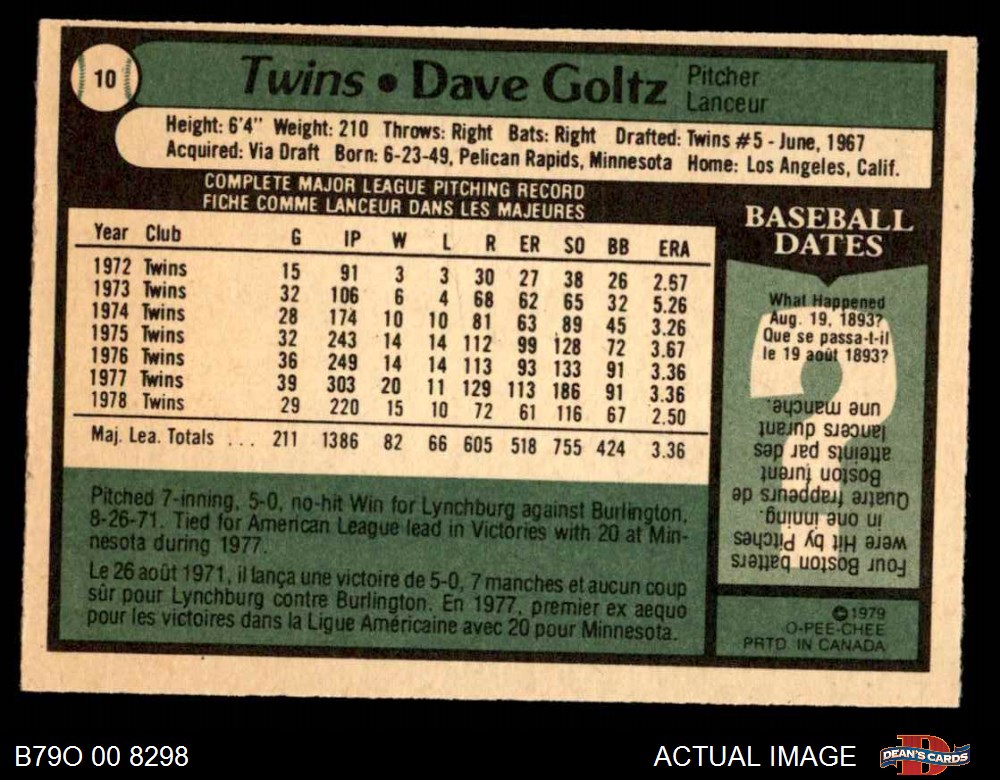 10
Twins • Dave Goltz Pitcher
Lanceur
Height: 6'4" Weight: 210 Throws: Right Bats: Right Drafted: Twins #5 - June, 1967
Acquired: Via Draft Born: 6-23-49, Pelican Rapids, Minnesota Home: Los Angeles, Calif.
COMPLETE MAJOR LEAGUE PITCHING RECORD
FICHE COMME LANCEUR DANS LES MAJEURES
Year Club G IP W L R ER SO BB ERA
1972 Twins 15 91 3 3 30 27 38 26 2.67
1973 Twins 32 106 6 4 68 62 65 32 5.26
1974 Twins 28 174 10 10 81 63 89 45 3.26
1975 Twins 32 243 14 14 112 99 128 72 3.67
1976 Twins 36 249 14 14 113 93 133 91 3.36
1977 Twins 39 303 20 11 129 113 186 91 3.36
1978 Twins 29 220 15 10 72 61 116 67 2.50
Maj. Lea. Totals ... 211 1386 82 66 605 518 755 424 3.36
Pitched 7-inning, 5-0, no-hit Win for Lynchburg against Burlington,
8-26-71. Tied for American League lead in Victories with 20 at Min-
nesota during 1977.
Le 26 août 1971, il lança une victoire de 5-0, 7 manches et aucun coup
sûr pour Lynchburg contre Burlington. En 1977, premier ex aequo
pour les victoires dans la Ligue Américaine avec 20 pour Minnesota.
BASEBALL
DATES
What Happened
Aug. 19, 1893?
Que se passa-t-il
le 19 août 1893?
Four Boston batters
were Hit by Pitches
in one inning.
Quatre frappeurs de
Boston furent
atteints par des
lancers durant
une manche.
©1979
O-PEE-CHEE
PRTD. IN CANADA
B79O 00 8298
ACTUAL IMAGE
DEAN'S CARDS